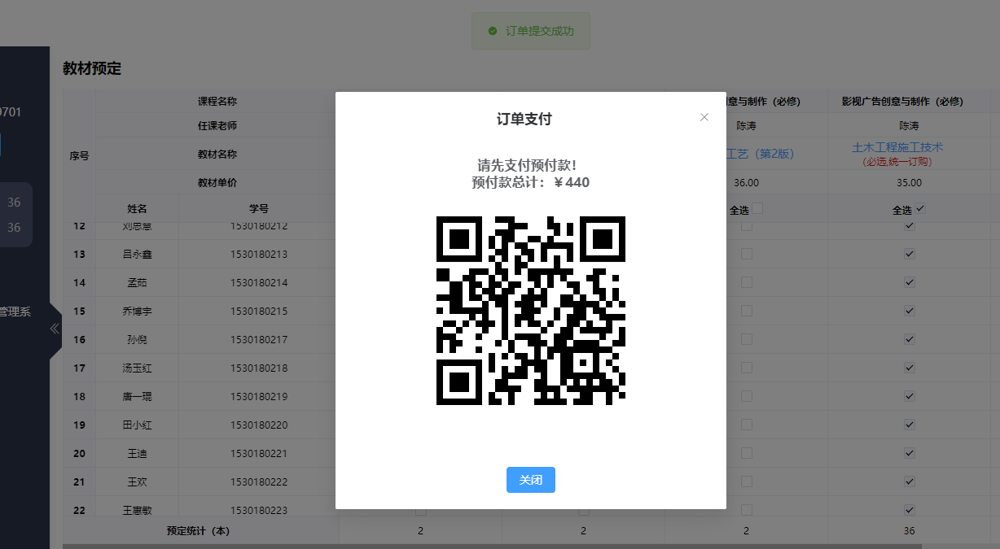 订单提交成功
教材预定
0701
36
36
管理系
序号
课程名称
任课老师
教材名称
教材单价
姓名 学号
创意与制作（必修） 影视广告创意与制作（必修）
陈涛 陈涛
工艺（第2版） 土木工程施工技术
(必选,统一订购)
36.00 35.00
全选 全选
12 刘思慧 1530180212
13 吕永鑫 1530180213
14 孟茹 1530180214
15 乔博宇 1530180215
16 孙倪 1530180217
17 汤玉红 1530180218
18 唐一琨 1530180219
19 田小红 1530180220
20 王迪 1530180221
21 王欢 1530180222
22 王惠敏 1530180223
预定统计（本） 2 2 2 36
订单支付
请先支付预付款！
预付款总计：￥440
关闭